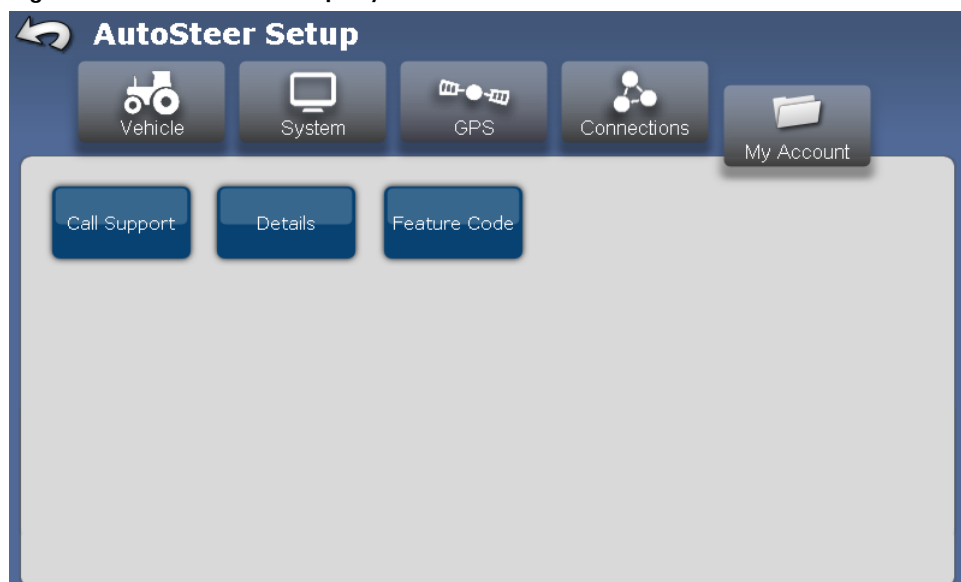 AutoSteer Setup
Vehicle
System
GPS
Connections
My Account
Call Support
Details
Feature Code